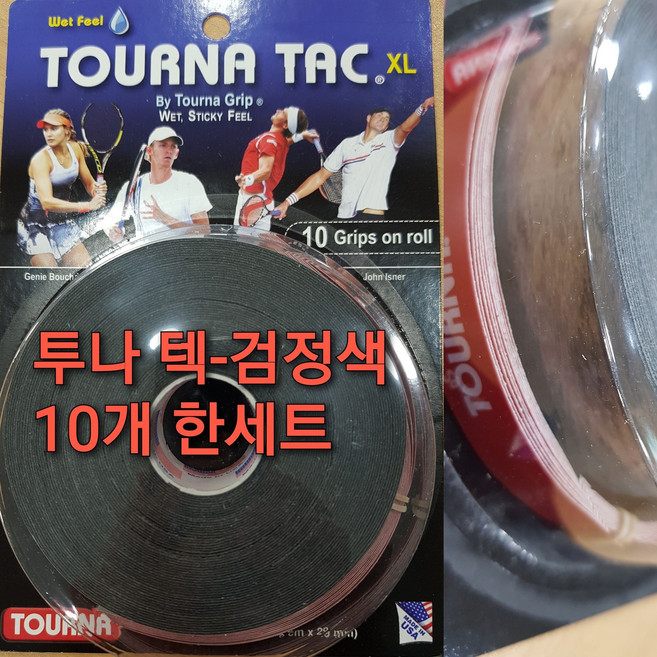 Wet Feel
TOURNA TAC® XL
By Tourna Grip®
WET, STICKY FEEL
10 Grips on roll
John Isner
투나 텍-검정색
10개 한세트
TOURNA
MADE IN
USA